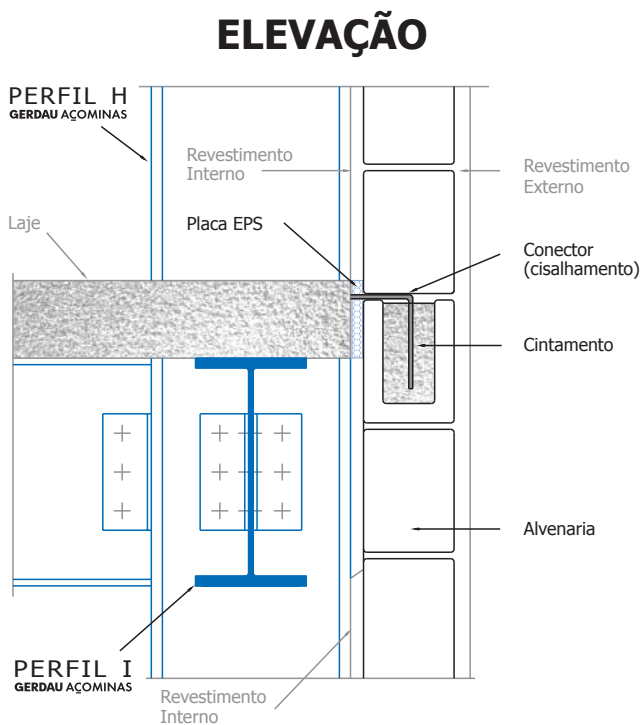 ELEVAÇÃO
PERFIL H
GERDAU AÇOMINAS
Revestimento
Interno
Revestimento
Externo
Laje
Placa EPS
Conector
(cisalhamento)
Cintamento
Alvenaria
PERFIL I
GERDAU AÇOMINAS
Revestimento
Interno